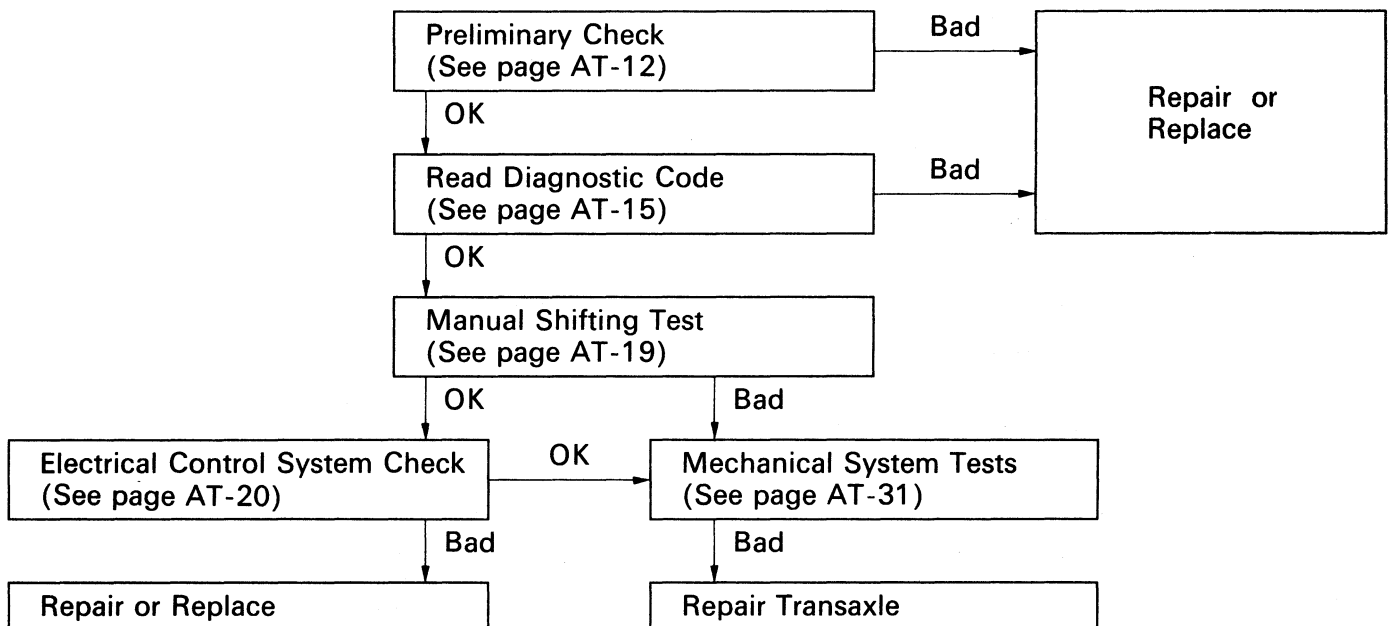 Preliminary Check
(See page AT-12)
Bad
Repair or
Replace
OK
Read Diagnostic Code
(See page AT-15)
Bad
OK
Manual Shifting Test
(See page AT-19)
OK
Bad
Electrical Control System Check
(See page AT-20)
OK
Mechanical System Tests
(See page AT-31)
Bad
Bad
Repair or Replace
Repair Transaxle